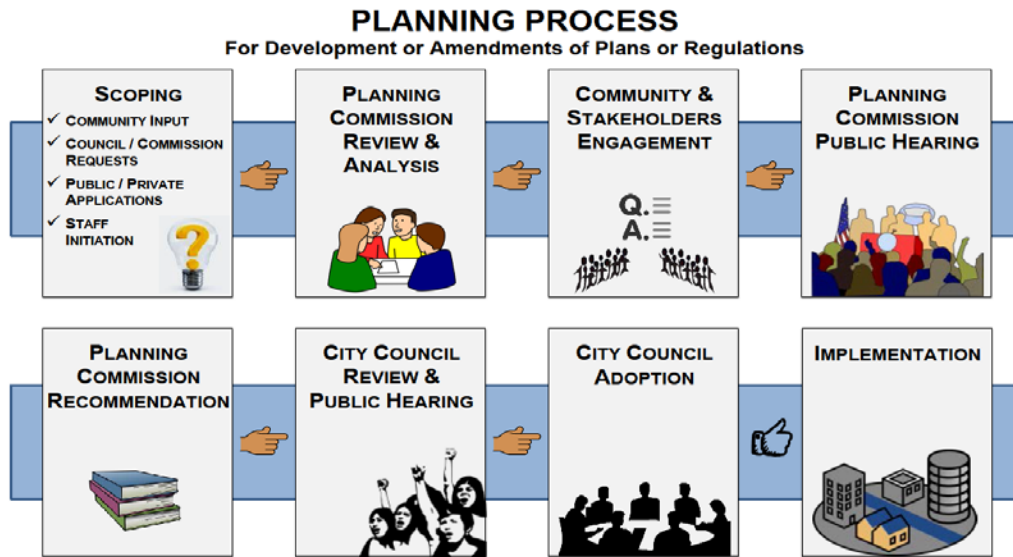 PLANNING PROCESS
For Development or Amendments of Plans or Regulations
SCOPING
✓ COMMUNITY INPUT
✓ COUNCIL / COMMISSION
REQUESTS
✓ PUBLIC / PRIVATE
APPLICATIONS
✓ STAFF
INITIATION
?
PLANNING
COMMISSION
REVIEW &
ANALYSIS
COMMUNITY &
STAKEHOLDERS
ENGAGEMENT
Q.
A.
PLANNING
COMMISSION
PUBLIC HEARING
PLANNING
COMMISSION
RECOMMENDATION
CITY COUNCIL
REVIEW &
PUBLIC HEARING
CITY COUNCIL
ADOPTION
IMPLEMENTATION